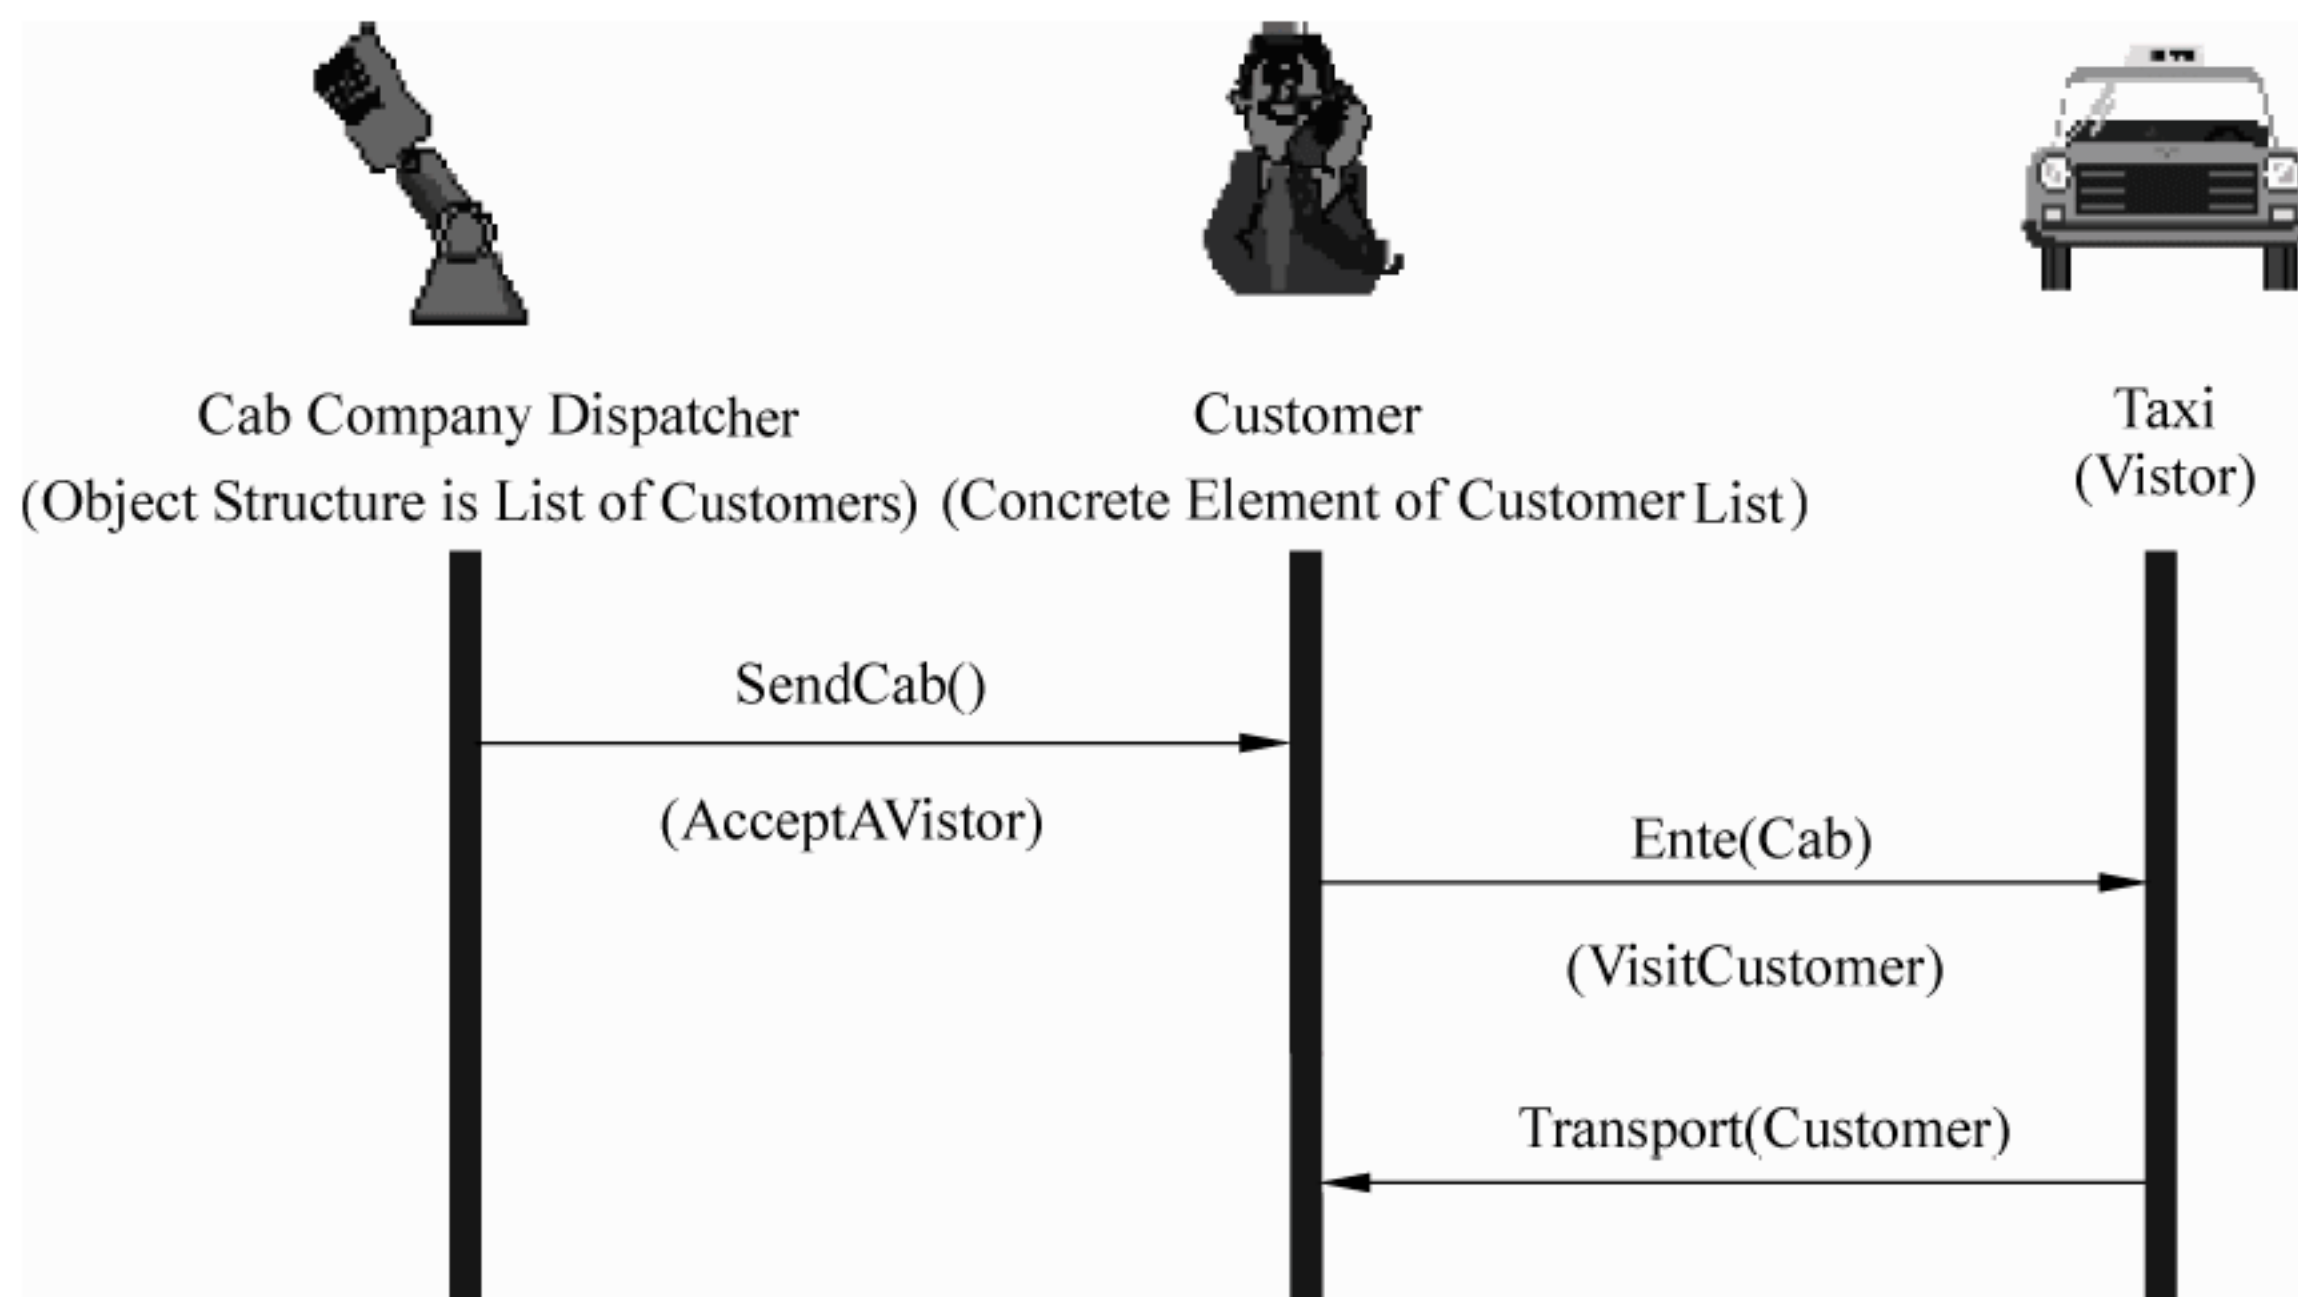 Cab Company Dispatcher
(Object Structure is List of Customers)
Customer
(Concrete Element of Customer List)
Taxi
(Vistor)
SendCab()
(AcceptAVistor)
Ente(Cab)
(VisitCustomer)
Transport(Customer)